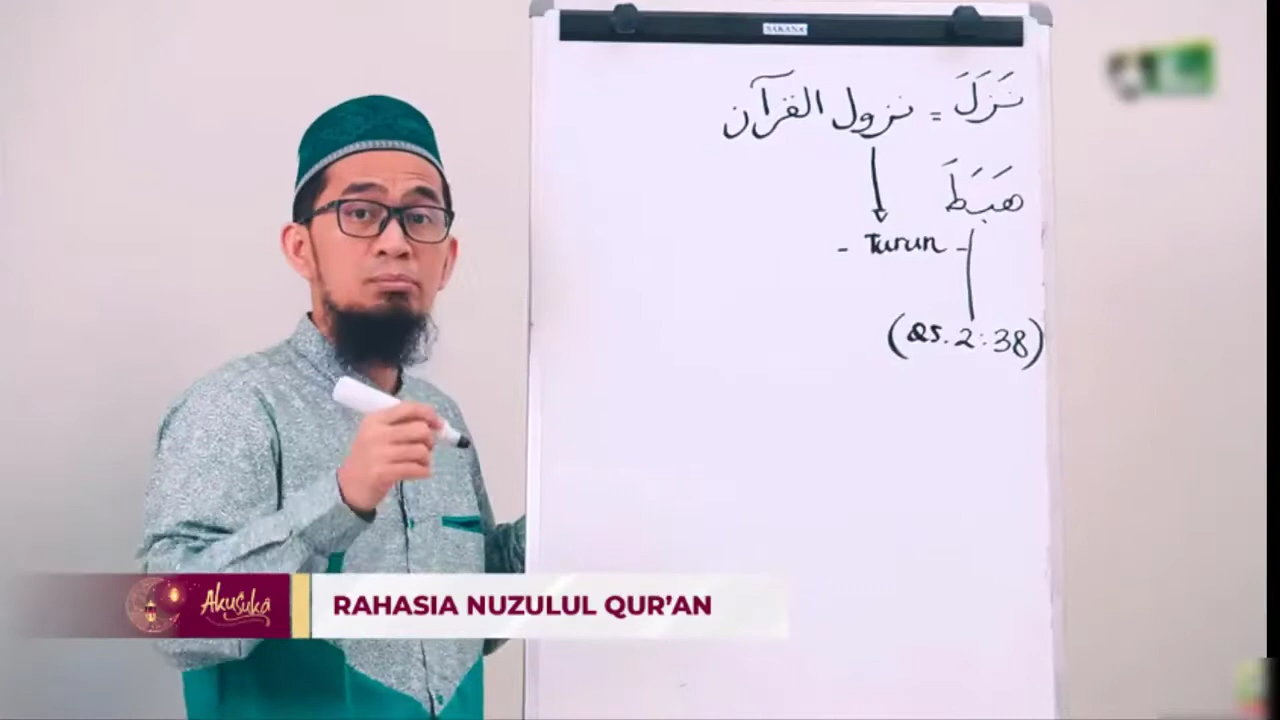 SAKANA
نَزَلَ = نزول القرآن
هَبَطَ
- Turun -
(QS. 2:38)
Akusuka
RAHASIA NUZULUL QUR'AN